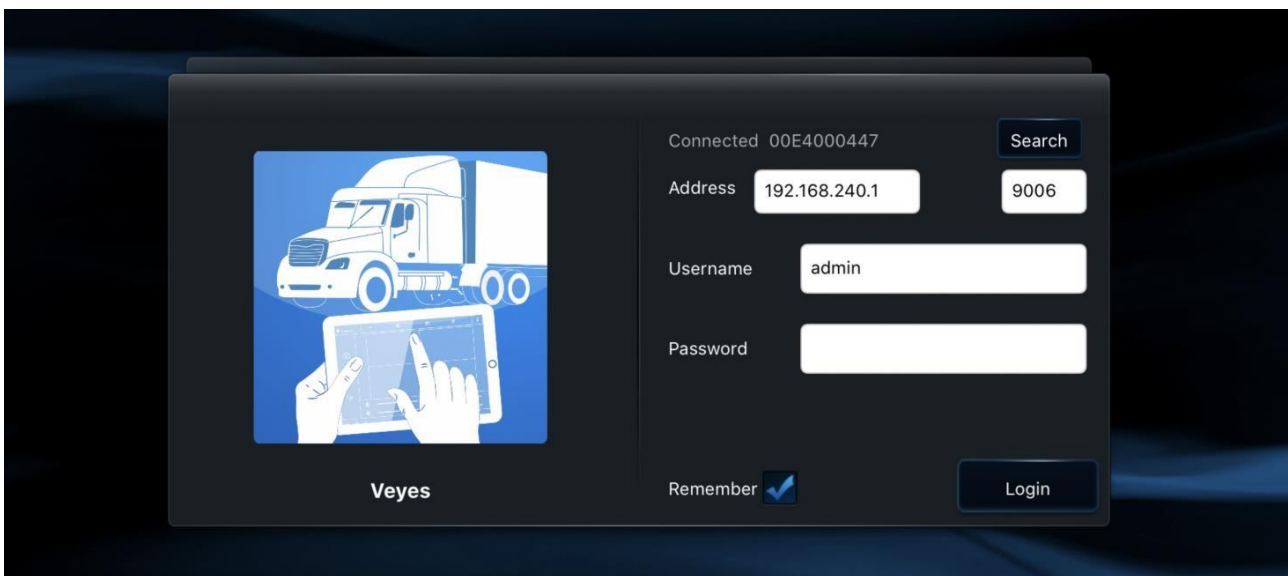 Connected 00E4000447 Search
Address 192.168.240.1 9006
Username admin
Password
Remember Login
Veyes